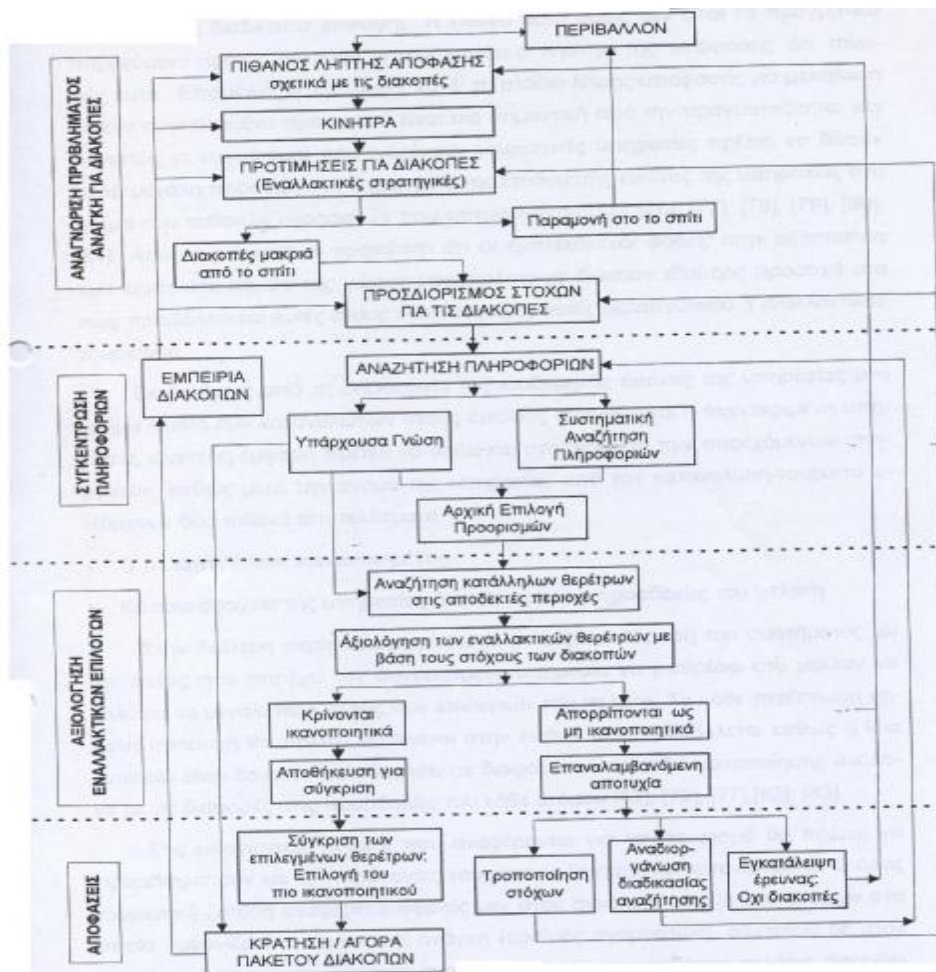 ΠΕΡΙΒΑΛΛΟΝ
ΠΙΘΑΝΟΣ ΛΗΠΤΗΣ ΑΠΟΦΑΣΗΣ
σχετικά με τις διακοπές
ΚΙΝΗΤΡΑ
ΠΡΟΤΙΜΗΣΕΙΣ ΓΙΑ ΔΙΑΚΟΠΕΣ
(Εναλλακτικές στρατηγικές)
Παραμονή στο το σπίτι
Διακοπές μακριά
από το σπίτι
ΠΡΟΣΔΙΟΡΙΣΜΟΣ ΣΤΟΧΩΝ
ΓΙΑ ΤΙΣ ΔΙΑΚΟΠΕΣ
ΑΝΑΓΝΩΡΙΣΗ ΠΡΟΒΛΗΜΑΤΟΣ
ΑΝΑΓΚΗ ΓΙΑ ΔΙΑΚΟΠΕΣ
ΑΝΑΖΗΤΗΣΗ ΠΛΗΡΟΦΟΡΙΩΝ
ΕΜΠΕΙΡΙΑ
ΔΙΑΚΟΠΩΝ
Υπάρχουσα Γνώση
Συστηματική
Αναζήτηση
Πληροφοριών
Αρχική Επιλογή
Προορισμών
ΣΥΓΚΕΝΤΡΩΣΗ
ΠΛΗΡΟΦΟΡΙΩΝ
Αναζήτηση κατάλληλων θερέτρων
στις αποδεκτές περιοχές
Αξιολόγηση των εναλλακτικών θερέτρων με
βάση τους στόχους των διακοπών
Κρίνονται
ικανοποιητικά
Απορρίπονται ως
μη ικανοποιητικά
Αποθήκευση για
σύγκριση
Επαναλαμβανόμενη
αποτυχία
ΑΞΙΟΛΟΓΗΣΗ
ΕΝΑΛΛΑΚΤΙΚΩΝ ΕΠΙΛΟΓΩΝ
Σύγκριση των
επιλεγμένων θερέτρων:
Επιλογή του
πιο ικανοποιητικού
Τροποποίηση
στόχων
Αναδιορ-
γάνωση
διαδικασίας
αναζήτησης
Εγκατάλειψη
έρευνας:
Οχι διακοπές
ΚΡΑΤΗΣΗ / ΑΓΟΡΑ
ΠΑΚΕΤΟΥ ΔΙΑΚΟΠΩΝ
ΑΠΟΦΑΣΕΙΣ